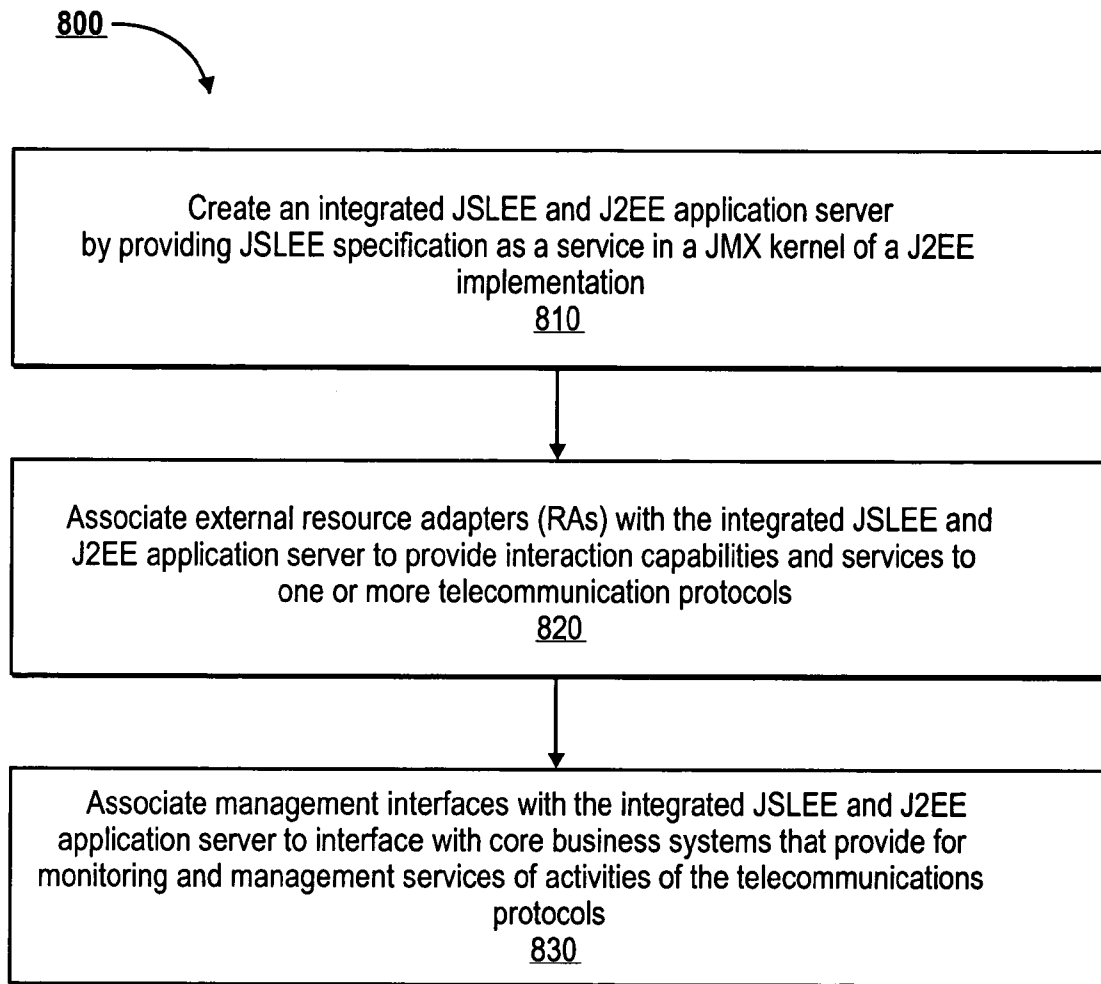 800
Create an integrated JSLEE and J2EE application server
by providing JSLEE specification as a service in a JMX kernel of a J2EE
implementation
810
Associate external resource adapters (RAs) with the integrated JSLEE and
J2EE application server to provide interaction capabilities and services to
one or more telecommunication protocols
820
Associate management interfaces with the integrated JSLEE and J2EE
application server to interface with core business systems that provide for
monitoring and management services of activities of the telecommunications
protocols
830